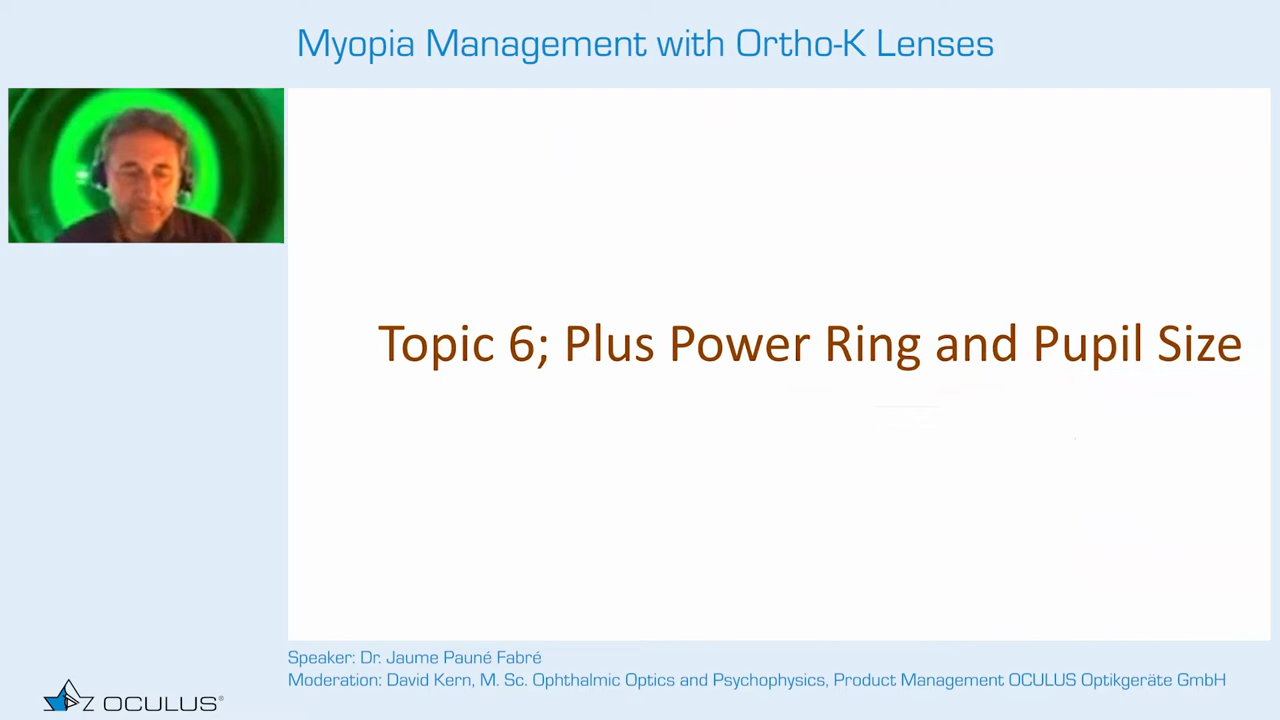 Myopia Management with Ortho-K Lenses
Topic 6; Plus Power Ring and Pupil Size
Speaker: Dr. Jaume Pauné Fabré
Moderation: David Kern, M. Sc. Ophthalmic Optics and Psychophysics, Product Management OCULUS Optikgeräte GmbH
OCULUS®